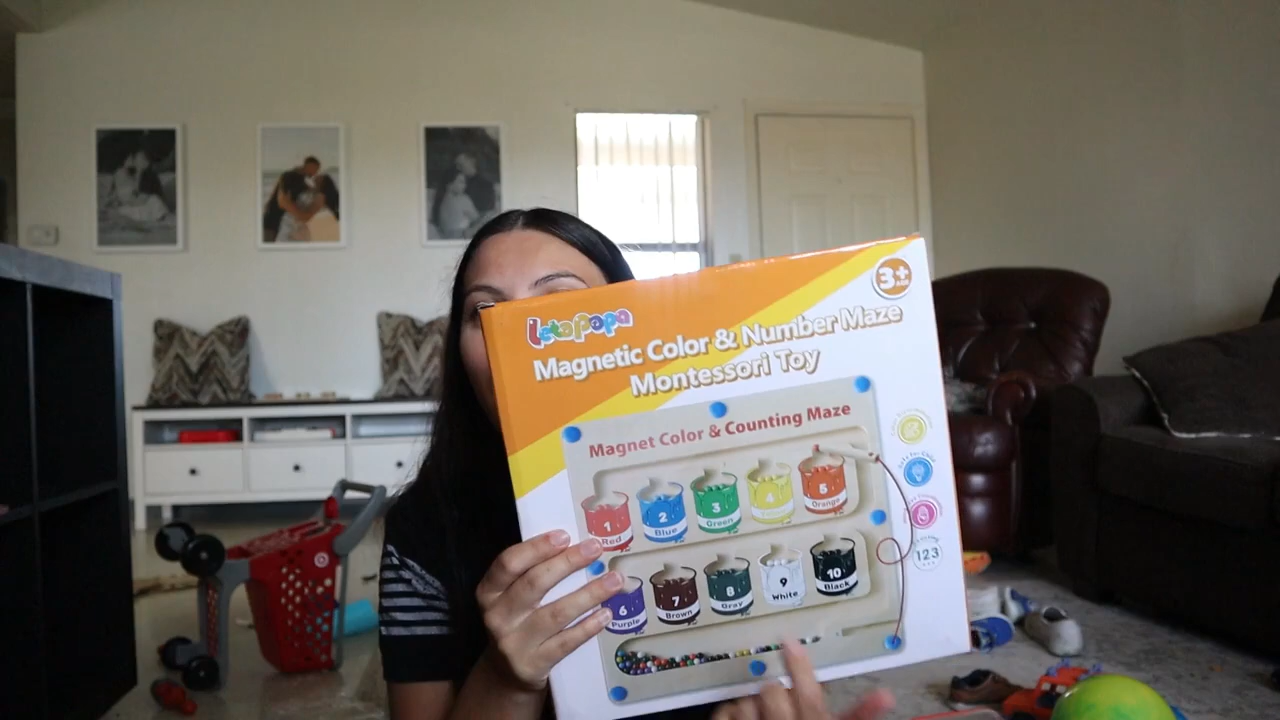 letapapa
3+
AGE
Magnetic Color & Number Maze
Montessori Toy
Magnet Color & Counting Maze
1
Red
2
Blue
3
Green
4
5
Orange
6
Purple
7
Brown
8
Gray
9
White
10
Black
123